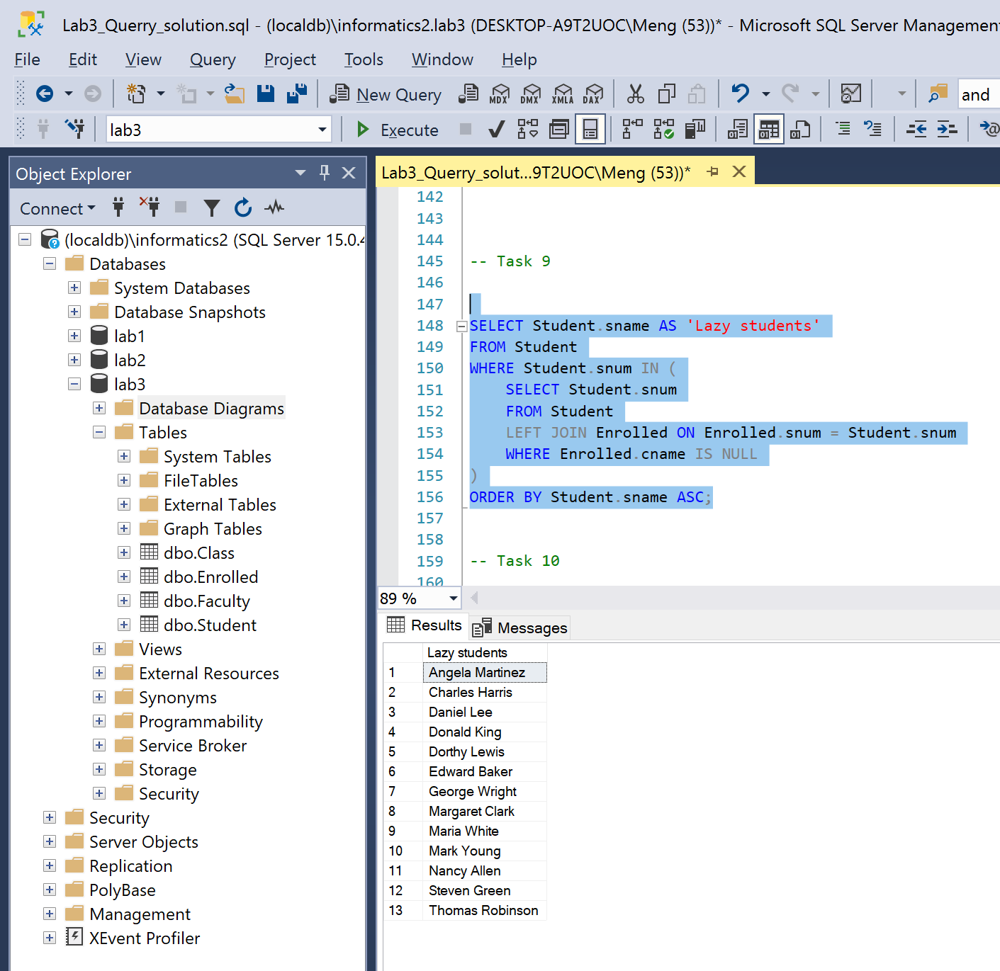 Lab3_Querry_solution.sql - (localdb)\informatics2.lab3 (DESKTOP-A9T2UOC\Meng (53))* - Microsoft SQL Server Management
File Edit View Query Project Tools Window Help
New Query MDX DMX XMLA DAX and
lab3 Execute
Object Explorer
Connect
(localdb)\informatics2 (SQL Server 15.0.4
Databases
System Databases
Database Snapshots
lab1
lab2
lab3
Database Diagrams
Tables
System Tables
FileTables
External Tables
Graph Tables
dbo.Class
dbo.Enrolled
dbo.Faculty
dbo.Student
Views
External Resources
Synonyms
Programmability
Service Broker
Storage
Security
Security
Server Objects
Replication
PolyBase
Management
XEvent Profiler
Lab3_Querry_solut...9T2UOC\Meng (53))*
142
143
144
145 -- Task 9
146
147
148 SELECT Student.sname AS 'Lazy students'
149 FROM Student
150 WHERE Student.snum IN (
151 SELECT Student.snum
152 FROM Student
153 LEFT JOIN Enrolled ON Enrolled.snum = Student.snum
154 WHERE Enrolled.cname IS NULL
155 )
156 ORDER BY Student.sname ASC;
157
158
159 -- Task 10
160
89 %
Results Messages
Lazy students
1 Angela Martinez
2 Charles Harris
3 Daniel Lee
4 Donald King
5 Dorthy Lewis
6 Edward Baker
7 George Wright
8 Margaret Clark
9 Maria White
10 Mark Young
11 Nancy Allen
12 Steven Green
13 Thomas Robinson